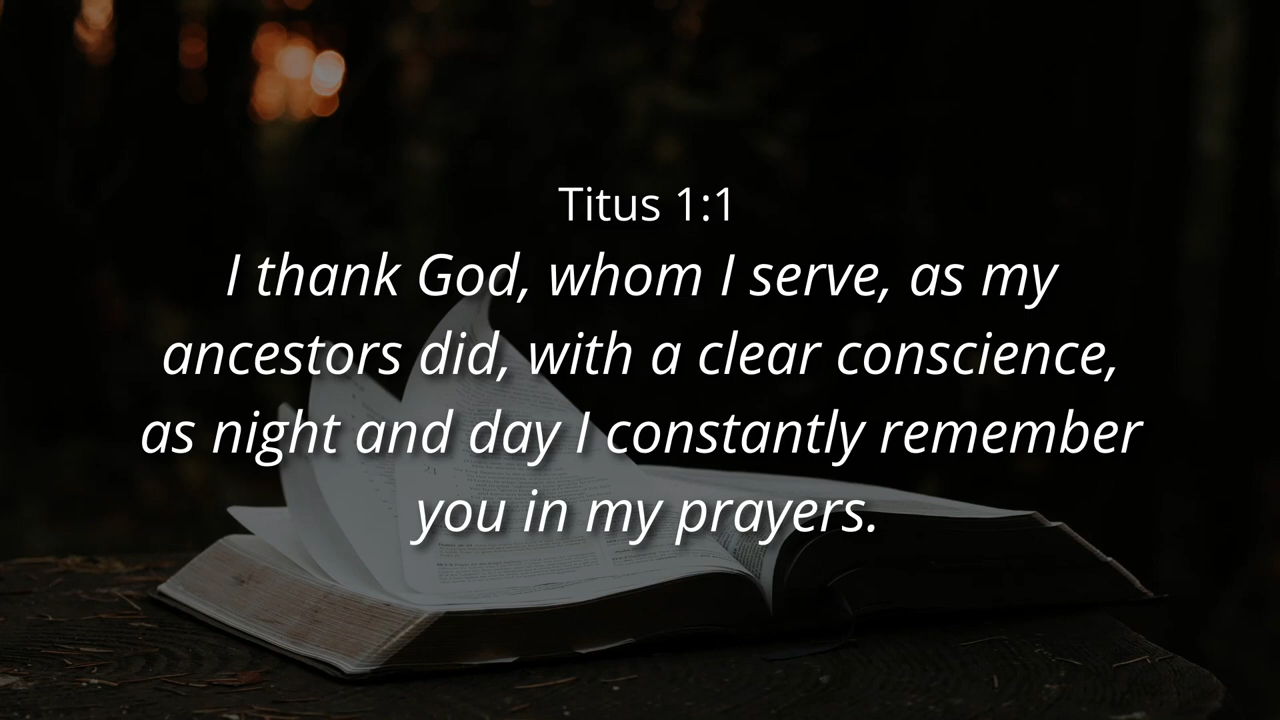 Titus 1:1
I thank God, whom I serve, as my
ancestors did, with a clear conscience,
as night and day I constantly remember
you in my prayers.